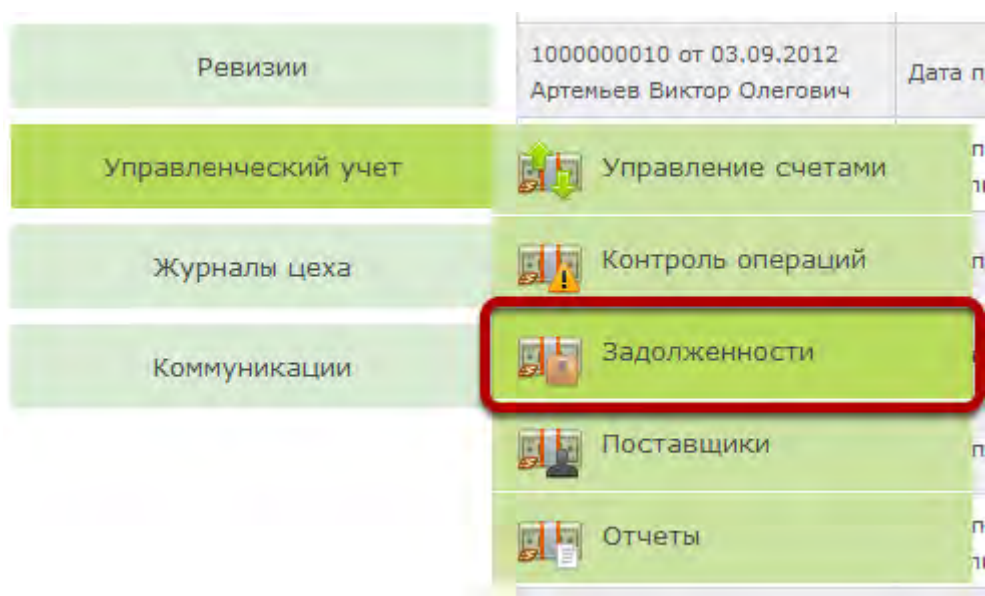 Ревизии
1000000010 от 03.09.2012
Артемьев Виктор Олегович
Дата п
Управленческий учет
Управление счетами
Журналы цеха
Контроль операций
Задолженности
Коммуникации
Поставщики
Отчеты